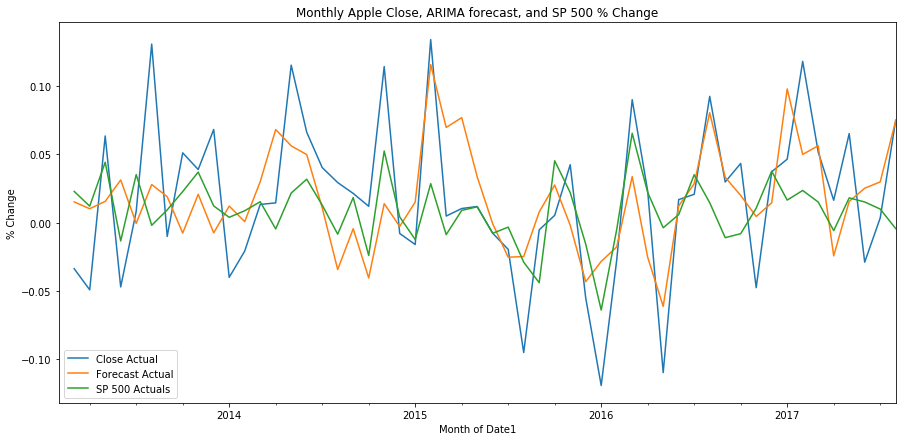 Monthly Apple Close, ARIMA forecast, and SP 500 % Change
% Change
0.10
0.05
0.00
−0.05
−0.10
Close Actual
Forecast Actual
SP 500 Actuals
2014 2015 2016 2017
Month of Date1